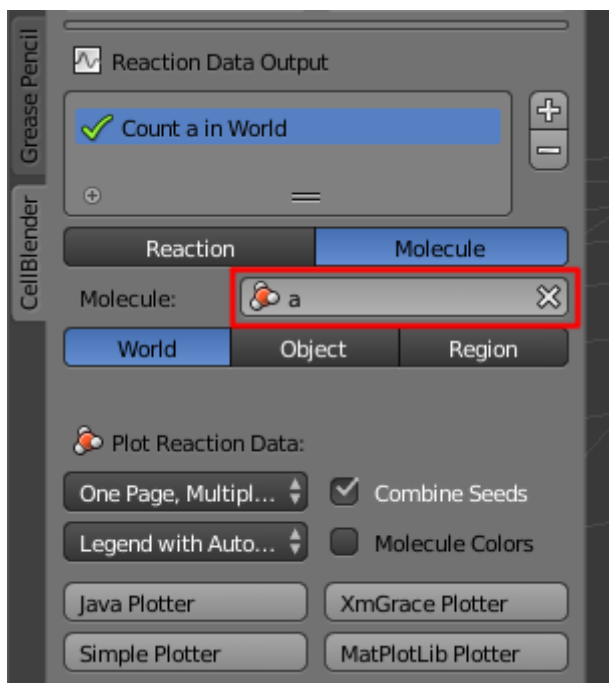 Grease Pencil
CellBlender
Reaction Data Output
Count a in World
Reaction Molecule
Molecule: a
World Object Region
Plot Reaction Data:
One Page, Multipl... Combine Seeds
Legend with Auto... Molecule Colors
Java Plotter XmGrace Plotter
Simple Plotter MatPlotLib Plotter